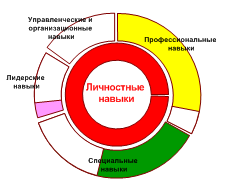 Управленческие и
организационные
навыки
Профессиональные
навыки
Лидерские
навыки
Личностные
навыки
Специальные
навыки